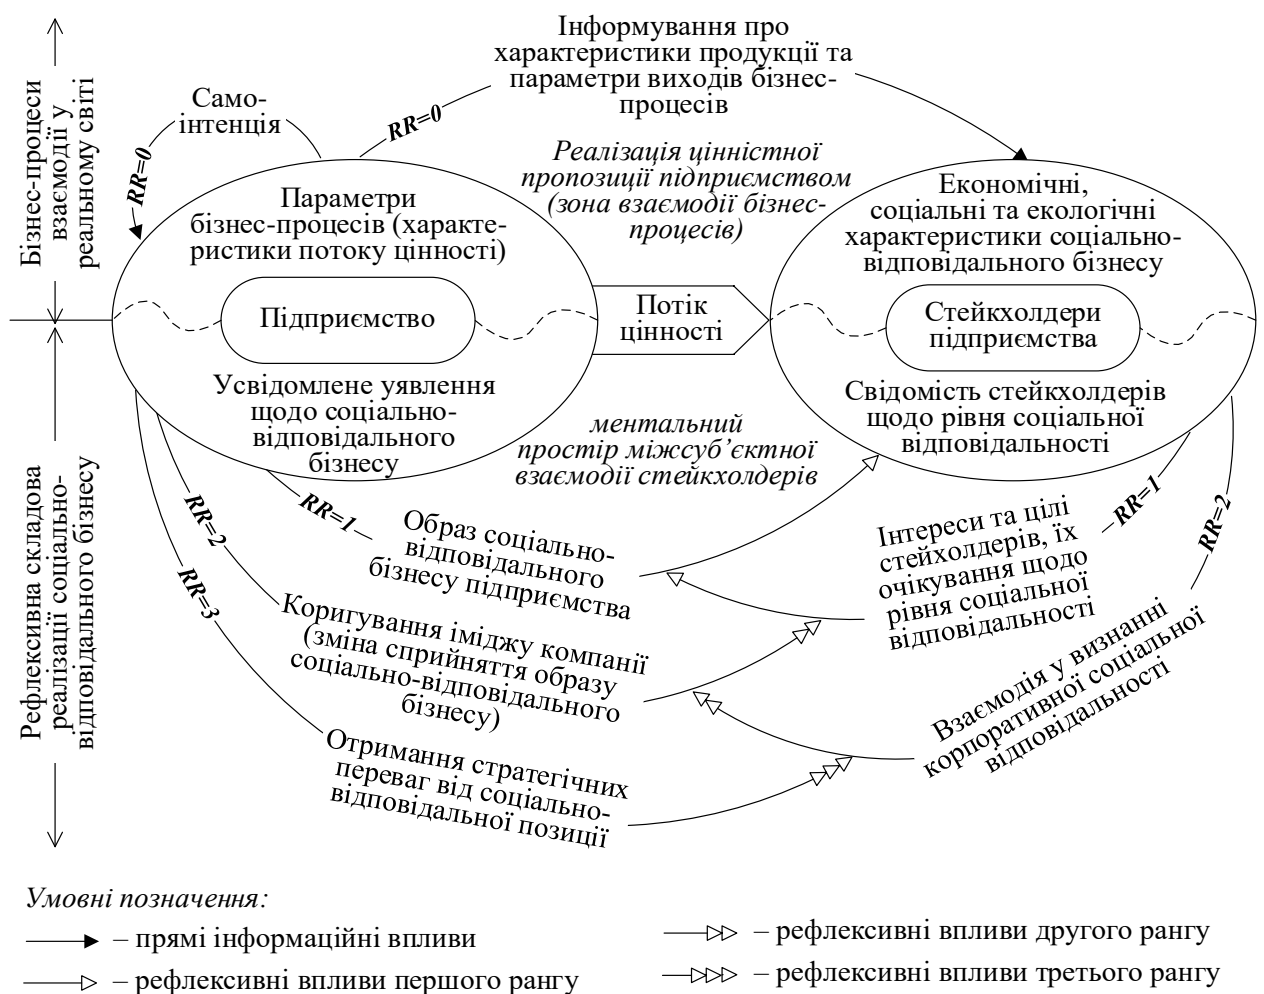 Інформування про
характеристики продукції та
параметри виходів бізнес-
процесів
Само-
інтенція
RR=0
RR=0
Бізнес-процеси
взаємодії у
реальному світі
Реалізація цінністної
пропозиції підприємством
(зона взаємодії бізнес-
процесів)
Параметри
бізнес-процесів (характе-
ристики потоку цінності)
Економічні,
соціальні та екологічні
характеристики соціально-
відповідального бізнесу
Підприємство
Потік
цінності
Стейкхолдери
підприємства
Усвідомлене уявлення
щодо соціально-
відповідального
бізнесу
Свідомість стейкхолдерів
щодо рівня соціальної
відповідальності
ментальний
простір міжсуб’єктної
взаємодії стейкхолдерів
Рефлексивна складова
реалізації соціально-
відповідального бізнесу
RR=1
RR=2
RR=3
RR=1
RR=2
Образ соціально-
відповідального
бізнесу підприємства
Інтереси та цілі
стейхолдерів, їх
очікування щодо
рівня соціальної
відповідальності
Коригування іміджу компанії
(зміна сприйняття образу
соціально-відповідального
бізнесу)
Взаємодія у визнанні
корпоративної соціальної
відповідальності
Отримання стратегічних
переваг від соціально-
відповідальної позиції
Умовні позначення:
– прямі інформаційні впливи
– рефлексивні впливи першого рангу
– рефлексивні впливи другого рангу
– рефлексивні впливи третього рангу